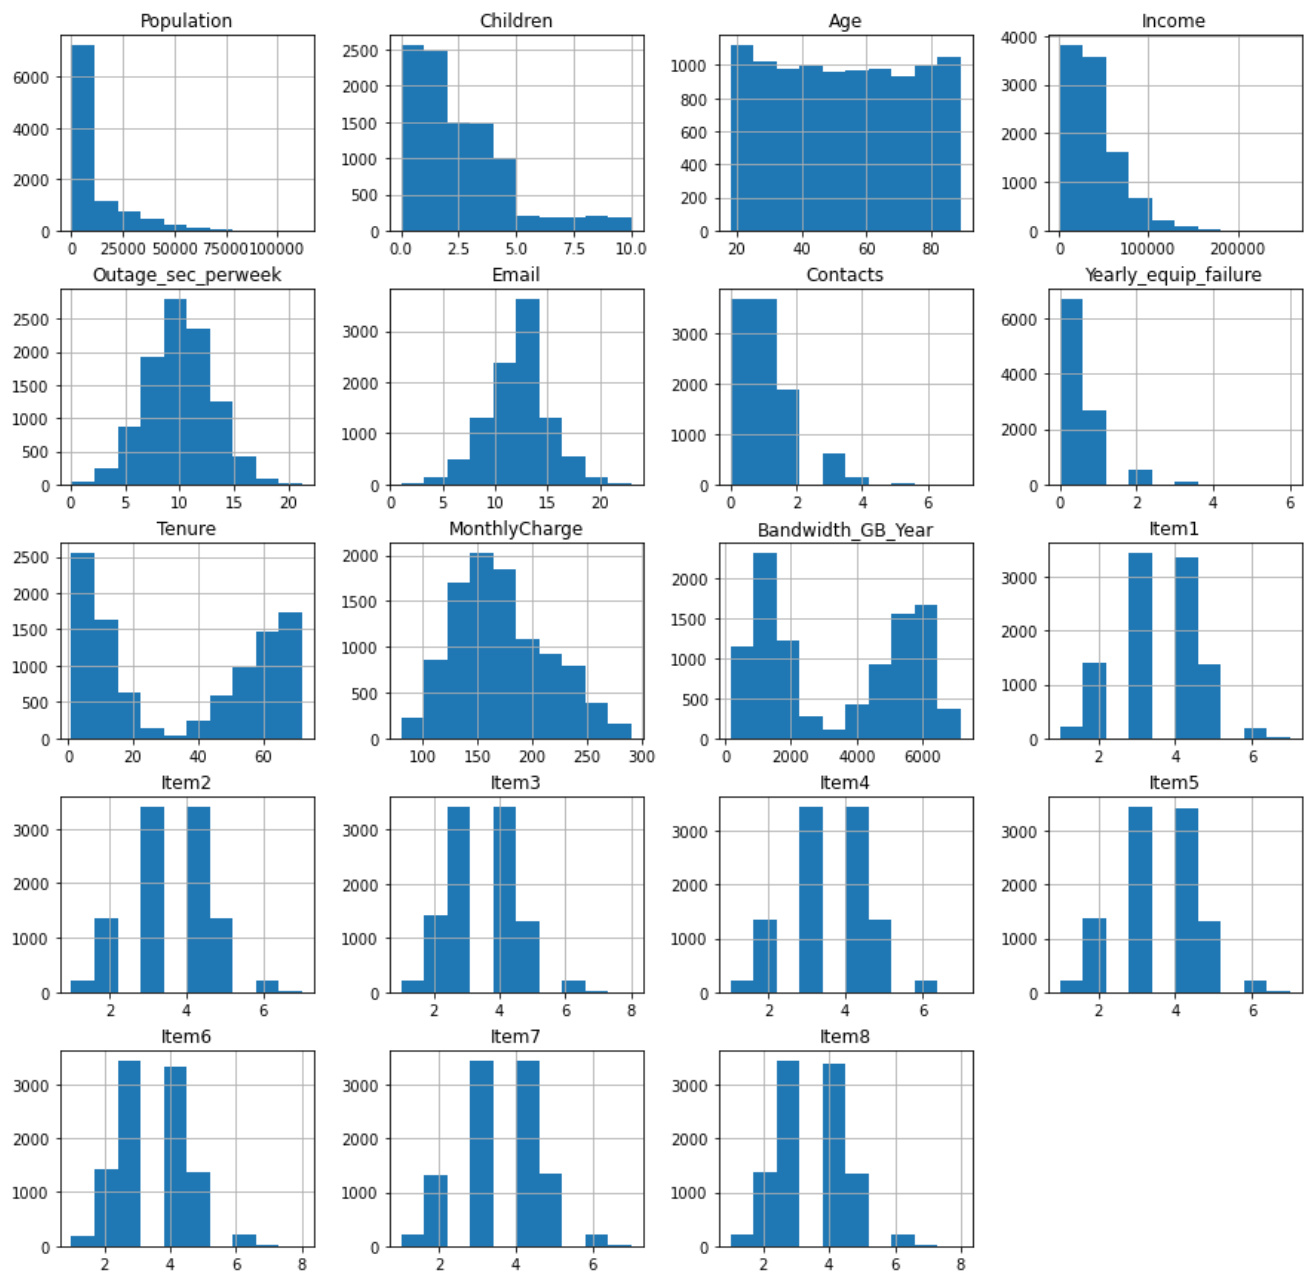 Population Children Age Income
6000 4000 2000 0
0 25000 50000 75000 100000
2500 2000 1500 1000 500 0
0.0 2.5 5.0 7.5 10.0
1000 800 600 400 200 0
20 40 60 80
4000 3000 2000 1000 0
0 100000 200000
Outage_sec_perweek Email Contacts Yearly_equip_failure
2500 2000 1500 1000 500 0
0 5 10 15 20
3000 2000 1000 0
0 5 10 15 20
3000 2000 1000 0
0 2 4 6
6000 4000 2000 0
0 2 4 6
Tenure MonthlyCharge Bandwidth_GB_Year Item1
2500 2000 1500 1000 500 0
0 20 40 60
2000 1500 1000 500 0
100 150 200 250 300
2000 1500 1000 500 0
0 2000 4000 6000
3000 2000 1000 0
2 4 6
Item2 Item3 Item4 Item5
3000 2000 1000 0
2 4 6
3000 2000 1000 0
2 4 6 8
3000 2000 1000 0
2 4 6
3000 2000 1000 0
2 4 6
Item6 Item7 Item8
3000 2000 1000 0
2 4 6 8
3000 2000 1000 0
2 4 6
3000 2000 1000 0
2 4 6 8